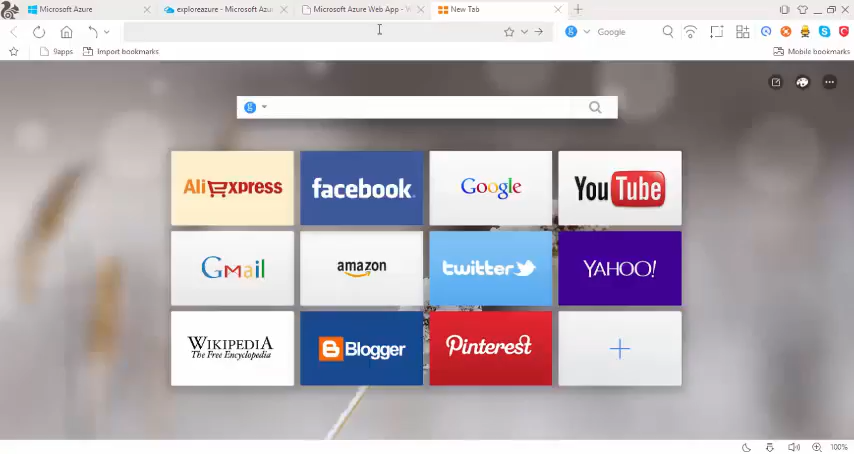 Microsoft Azure
exploreazure - Microsoft Azu
Microsoft Azure Web App - W
New Tab
Google
9apps
Import bookmarks
Mobile bookmarks
AliExpress
facebook
Google
YouTube
Gmail
amazon
twitter
YAHOO!
WIKIPEDIA
The Free Encyclopedia
Blogger
Pinterest
100%